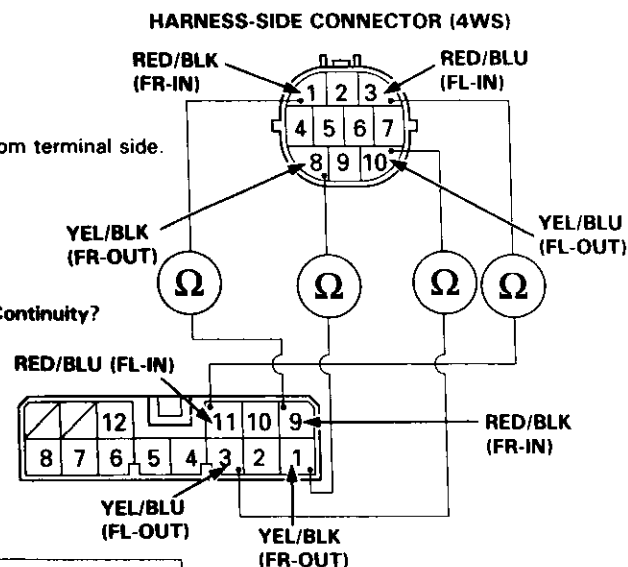 HARNESS-SIDE CONNECTOR (4WS)
RED/BLK
(FR-IN)
RED/BLU
(FL-IN)
1 2 3
4 5 6 7
8 9 10
om terminal side.
YEL/BLK
(FR-OUT)
YEL/BLU
(FL-OUT)
Ω Ω Ω Ω
Continuity?
RED/BLU (FL-IN)
12 11 10 9
8 7 6 5 4 3 2 1
RED/BLK
(FR-IN)
YEL/BLU
(FL-OUT)
YEL/BLK
(FR-OUT)